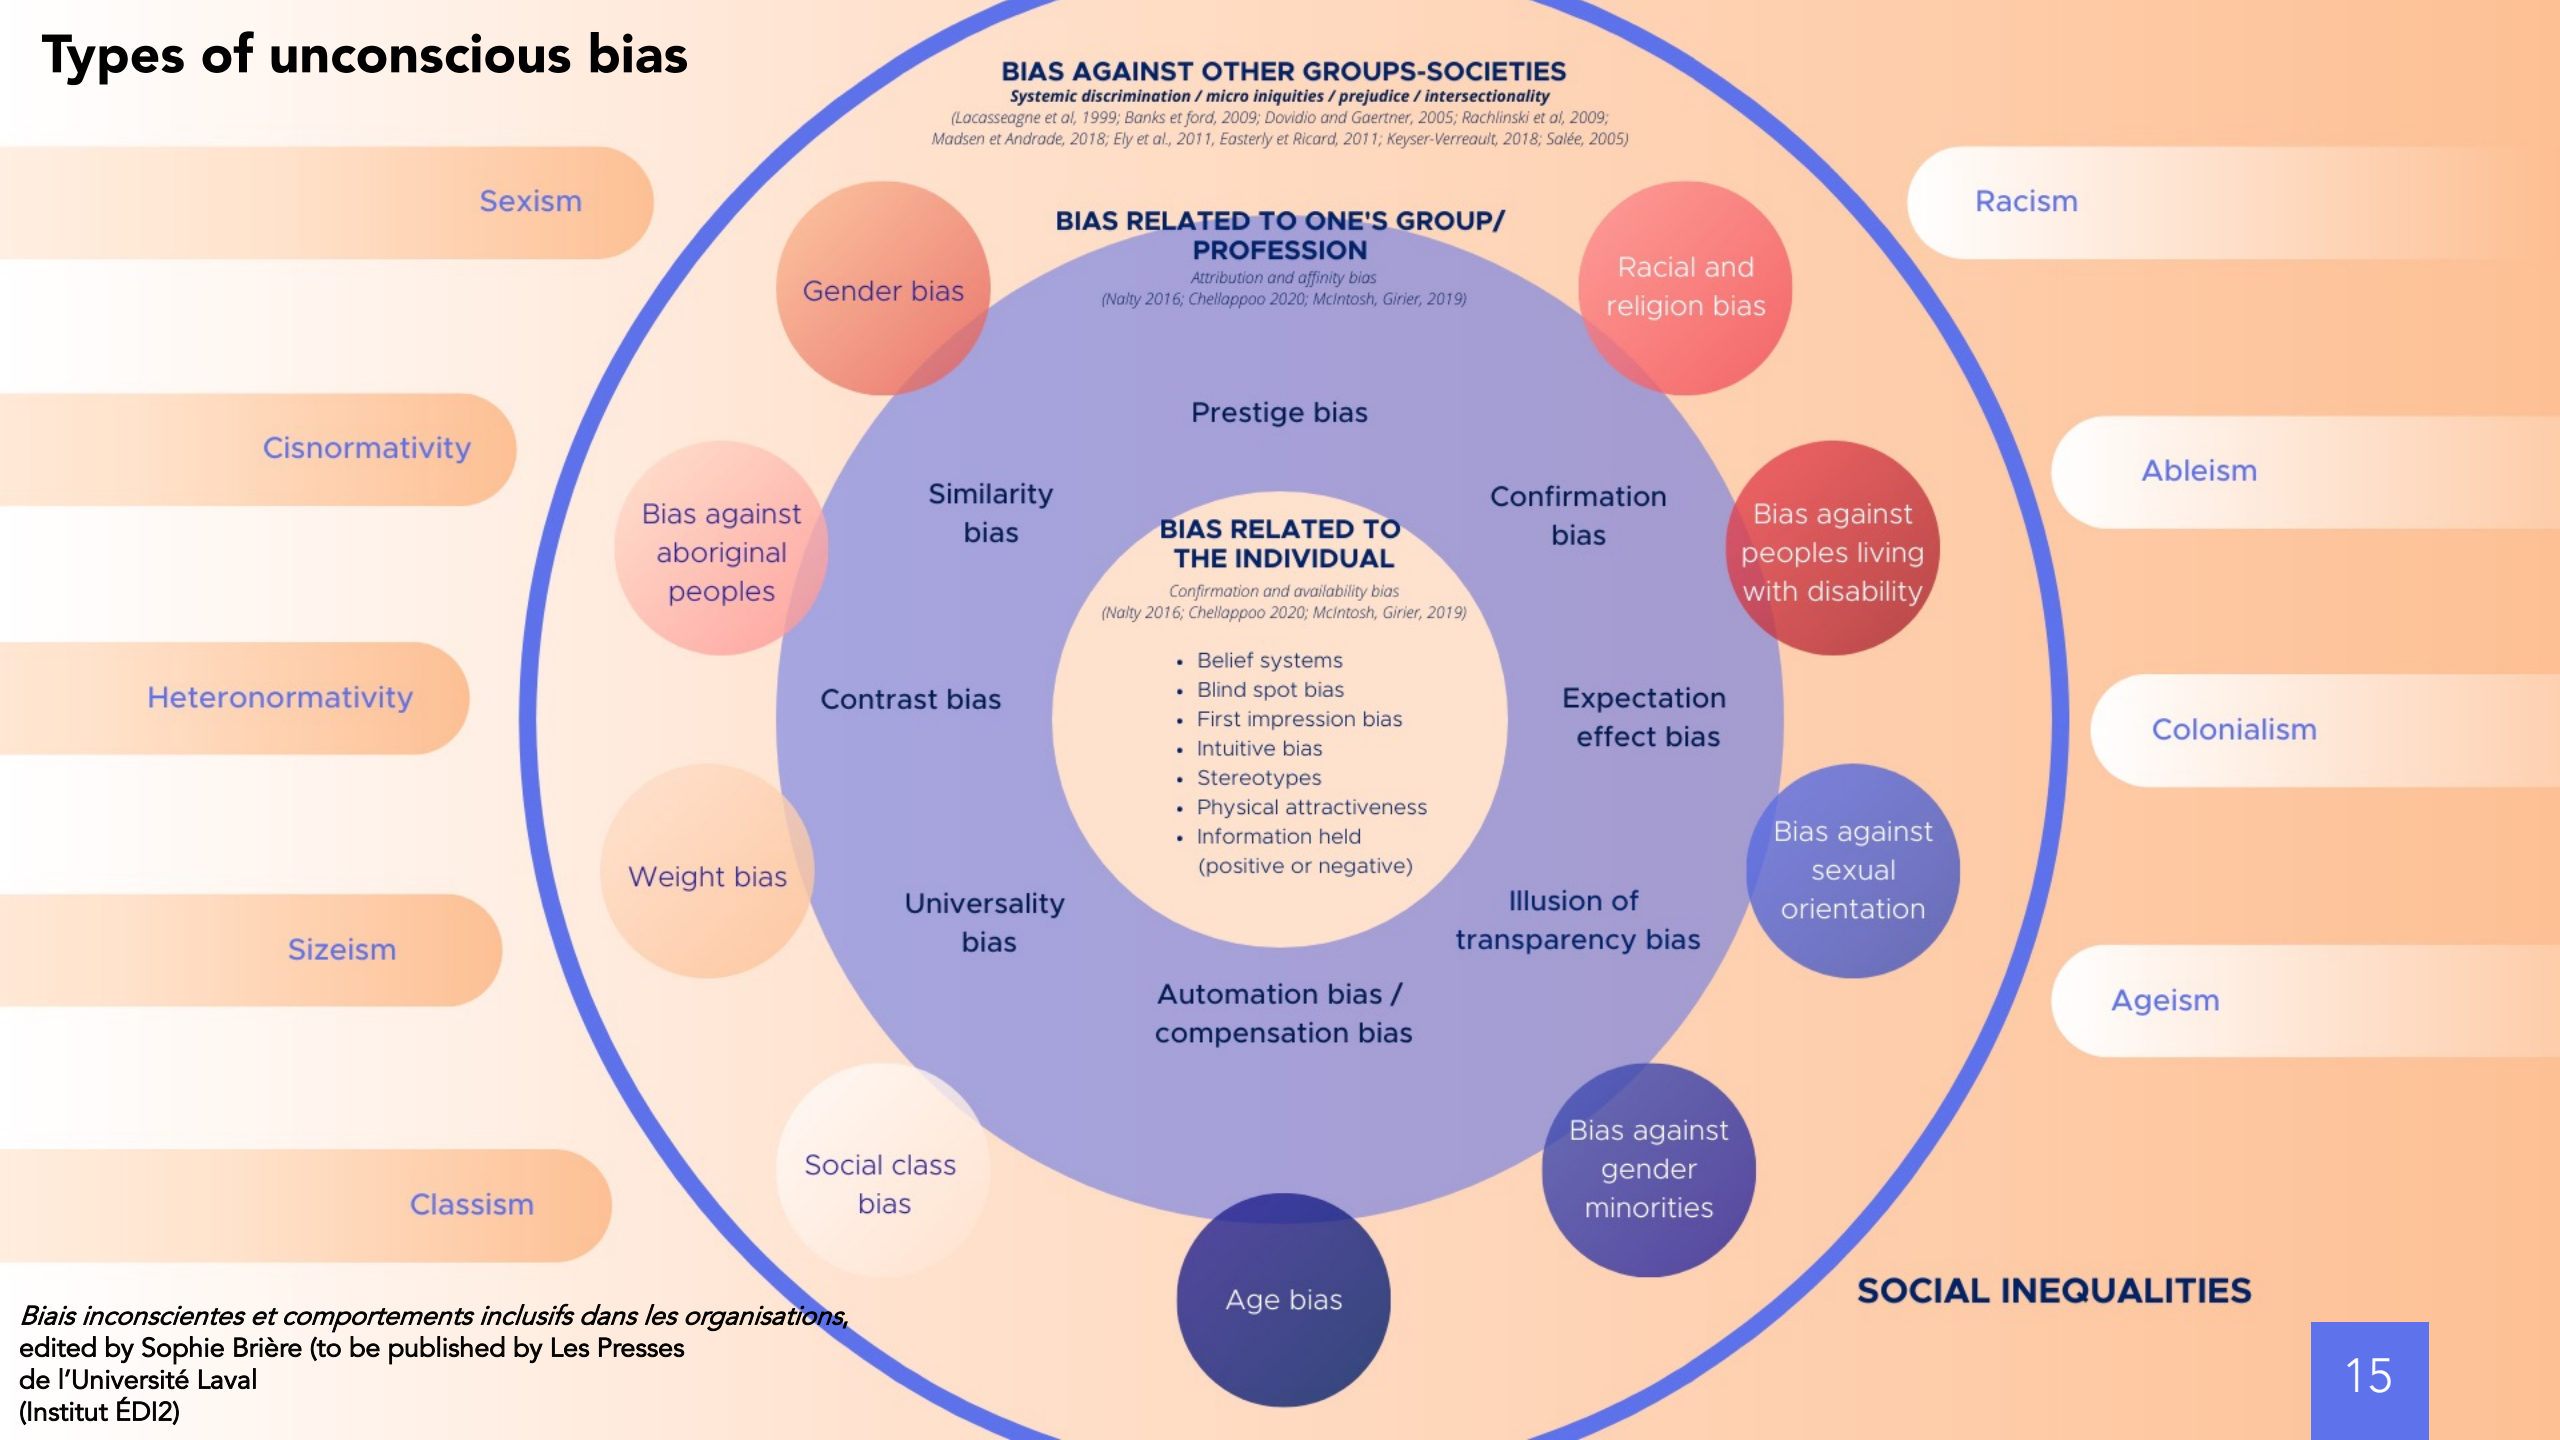 Types of unconscious bias
BIAS AGAINST OTHER GROUPS-SOCIETIES
Systemic discrimination / micro iniquities / prejudice / intersectionality
(Lacasseagne et al, 1999; Banks et ford, 2009; Dovidio and Gaertner, 2005; Rachlinski et al, 2009;
Madsen et Andrade, 2018; Ely et al., 2011, Easterly et Ricard, 2011; Keyser-Verreault, 2018; Salée, 2005)
Sexism
Cisnormativity
Heteronormativity
Sizeism
Classism
Gender bias
Bias against
aboriginal
peoples
Weight bias
Social class
bias
BIAS RELATED TO ONE'S GROUP/
PROFESSION
Attribution and affinity bias
(Nalty 2016; Chellappoo 2020; McIntosh, Girier, 2019)
Prestige bias
Similarity
bias
Confirmation
bias
Contrast bias
Expectation
effect bias
Universality
bias
Illusion of
transparency bias
Automation bias /
compensation bias
BIAS RELATED TO
THE INDIVIDUAL
Confirmation and availability bias
(Nalty 2016; Chellappoo 2020; McIntosh, Girier, 2019)
• Belief systems
• Blind spot bias
• First impression bias
• Intuitive bias
• Stereotypes
• Physical attractiveness
• Information held
(positive or negative)
Racial and
religion bias
Bias against
peoples living
with disability
Bias against
sexual
orientation
Bias against
gender
minorities
Age bias
Racism
Ableism
Colonialism
Ageism
SOCIAL INEQUALITIES
Biais inconscientes et comportements inclusifs dans les organisations,
edited by Sophie Brière (to be published by Les Presses
de l’Université Laval
(Institut ÉDI2)
15